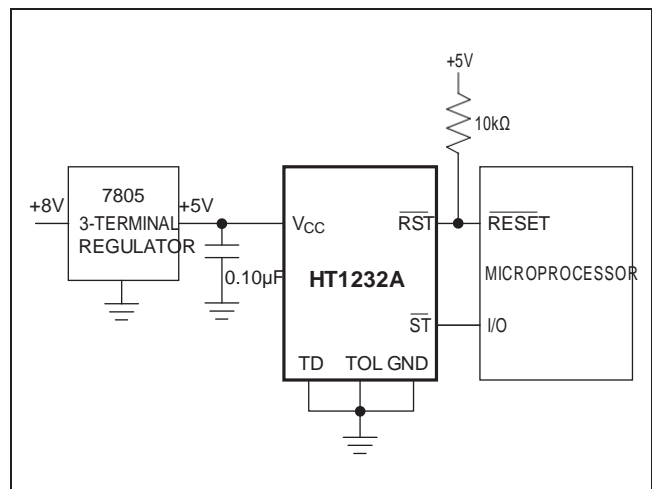 +5V
10kΩ
+8V
7805
3-TERMINAL
REGULATOR
+5V
0.10µF
VCC
RST
HT1232A
ST
TD TOL GND
RESET
MICROPROCESSOR
I/O